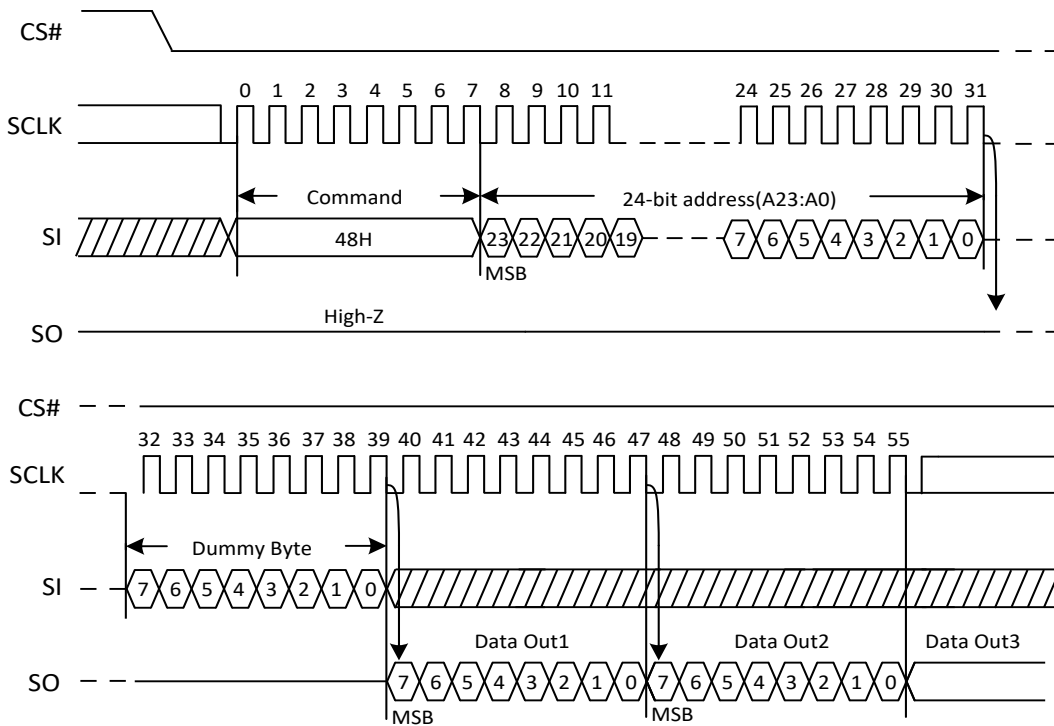 CS#
0 1 2 3 4 5 6 7 8 9 10 11 24 25 26 27 28 29 30 31
SCLK
Command 24-bit address(A23:A0)
SI 48H 23 22 21 20 19 7 6 5 4 3 2 1 0
MSB
High-Z
SO
CS#
32 33 34 35 36 37 38 39 40 41 42 43 44 45 46 47 48 49 50 51 52 53 54 55
SCLK
Dummy Byte
SI 7 6 5 4 3 2 1 0
Data Out1 Data Out2 Data Out3
SO 7 6 5 4 3 2 1 0 7 6 5 4 3 2 1 0
MSB MSB